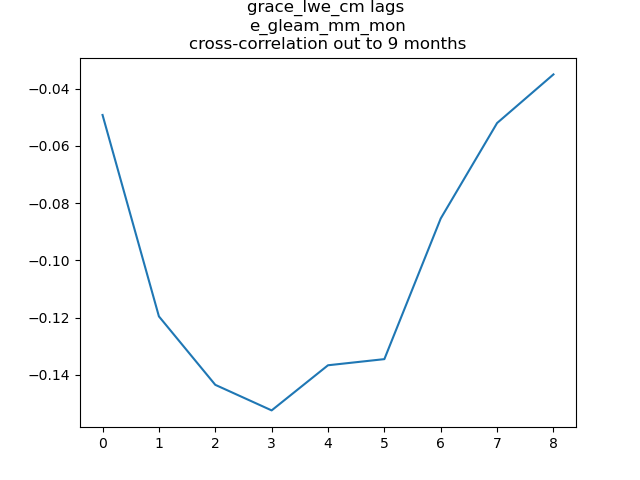 grace_lwe_cm lags
e_gleam_mm_mon
cross-correlation out to 9 months
−0.04
−0.06
−0.08
−0.10
−0.12
−0.14
0 1 2 3 4 5 6 7 8